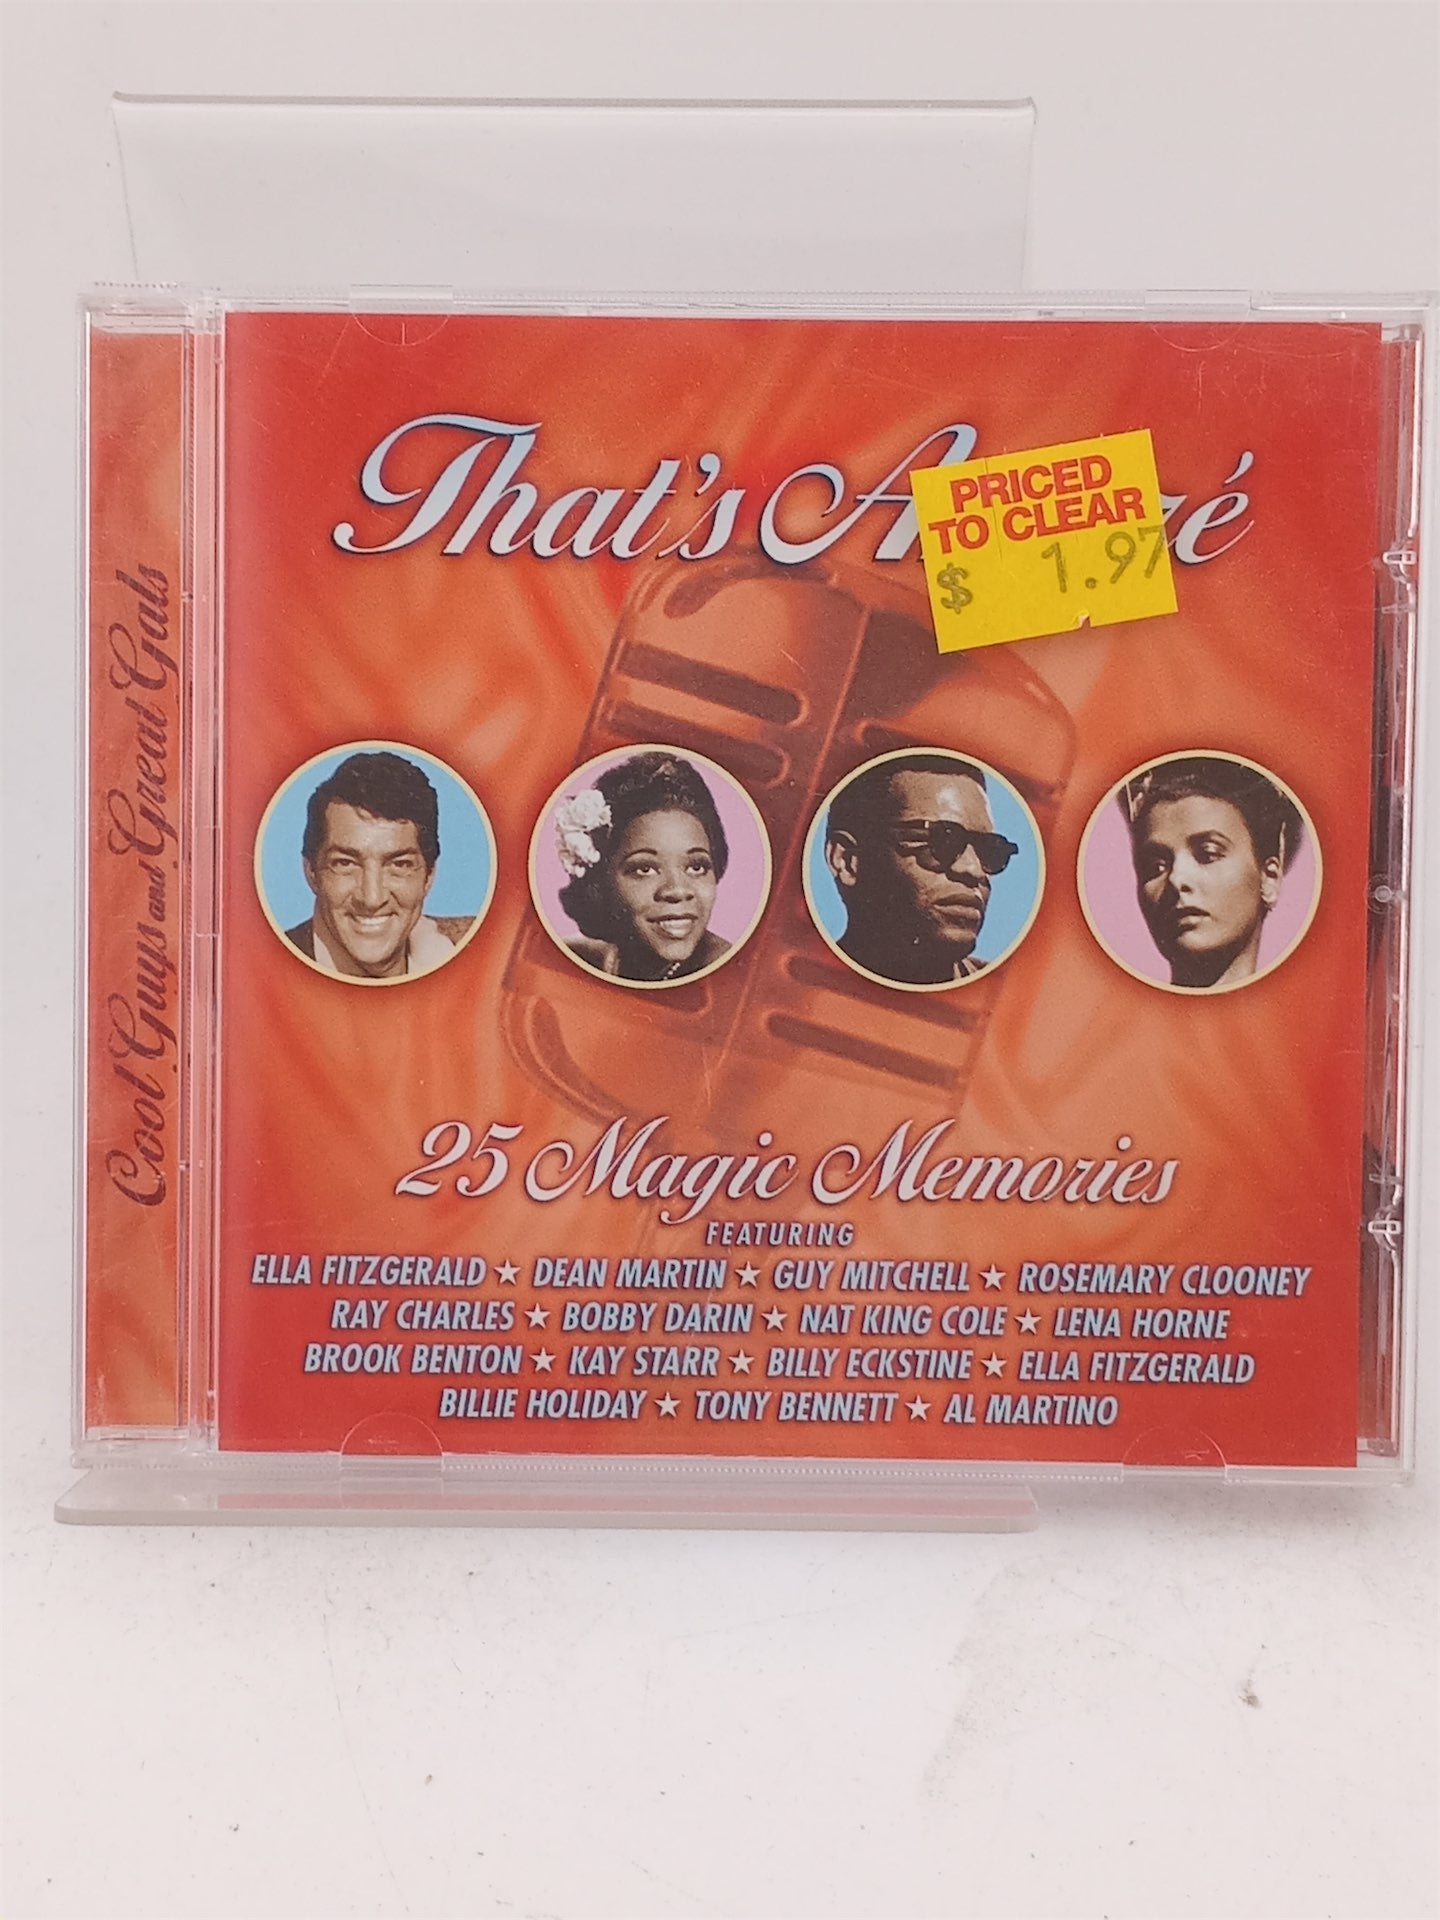 Cool Guys and Great Gals
That's A
é
PRICED
TO CLEAR
$ 1.97
25 Magic Memories
FEATURING
ELLA FITZGERALD ★ DEAN MARTIN ★ GUY MITCHELL ★ ROSEMARY CLOONEY
RAY CHARLES ★ BOBBY DARIN ★ NAT KING COLE ★ LENA HORNE
BROOK BENTON ★ KAY STARR ★ BILLY ECKSTINE ★ ELLA FITZGERALD
BILLIE HOLIDAY ★ TONY BENNETT ★ AL MARTINO